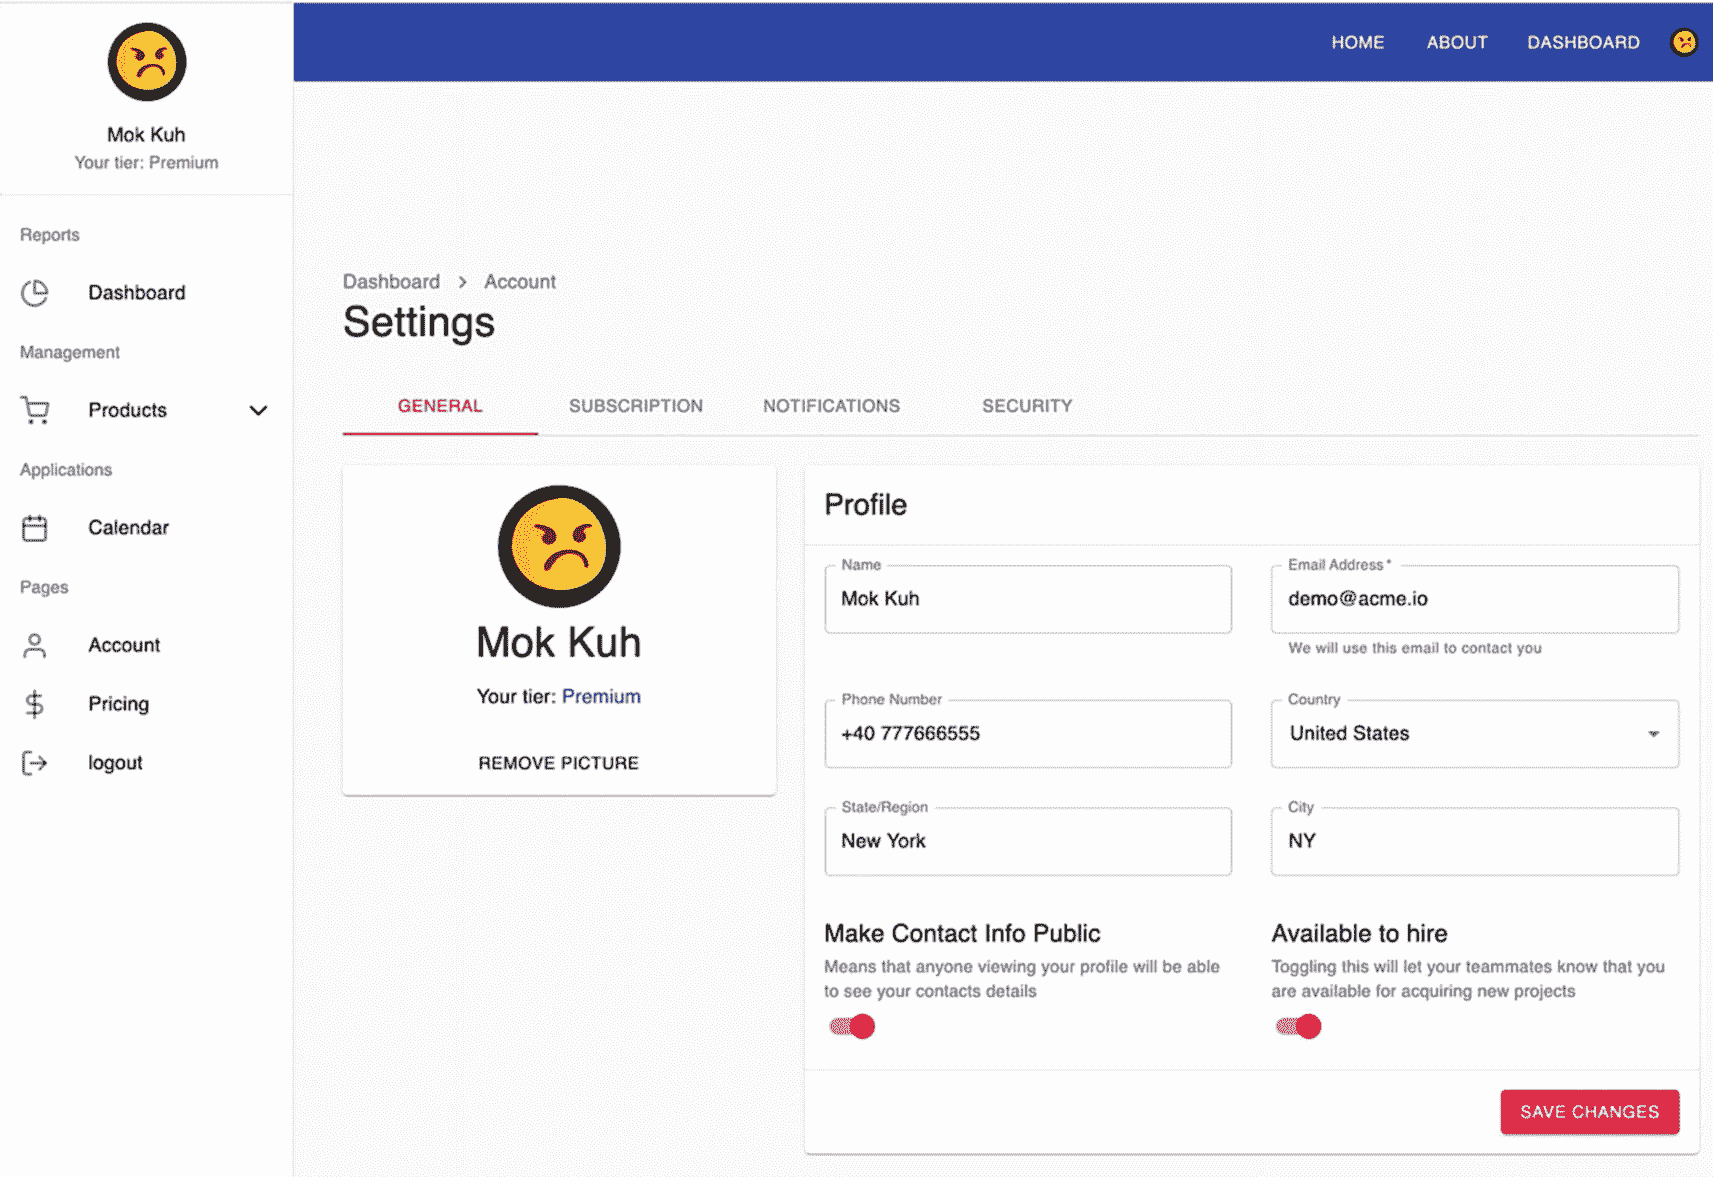 HOME ABOUT DASHBOARD
Mok Kuh
Your tier: Premium
Reports
Dashboard
Management
Products
Applications
Calendar
Pages
Account
Pricing
logout
Dashboard > Account
Settings
GENERAL SUBSCRIPTION NOTIFICATIONS SECURITY
Mok Kuh
Your tier: Premium
REMOVE PICTURE
Profile
Name
Mok Kuh
Email Address*
demo@acme.io
We will use this email to contact you
Phone Number
+40 777666555
Country
United States
State/Region
New York
City
NY
Make Contact Info Public
Means that anyone viewing your profile will be able
to see your contacts details
Available to hire
Toggling this will let your teammates know that you
are available for acquiring new projects
SAVE CHANGES